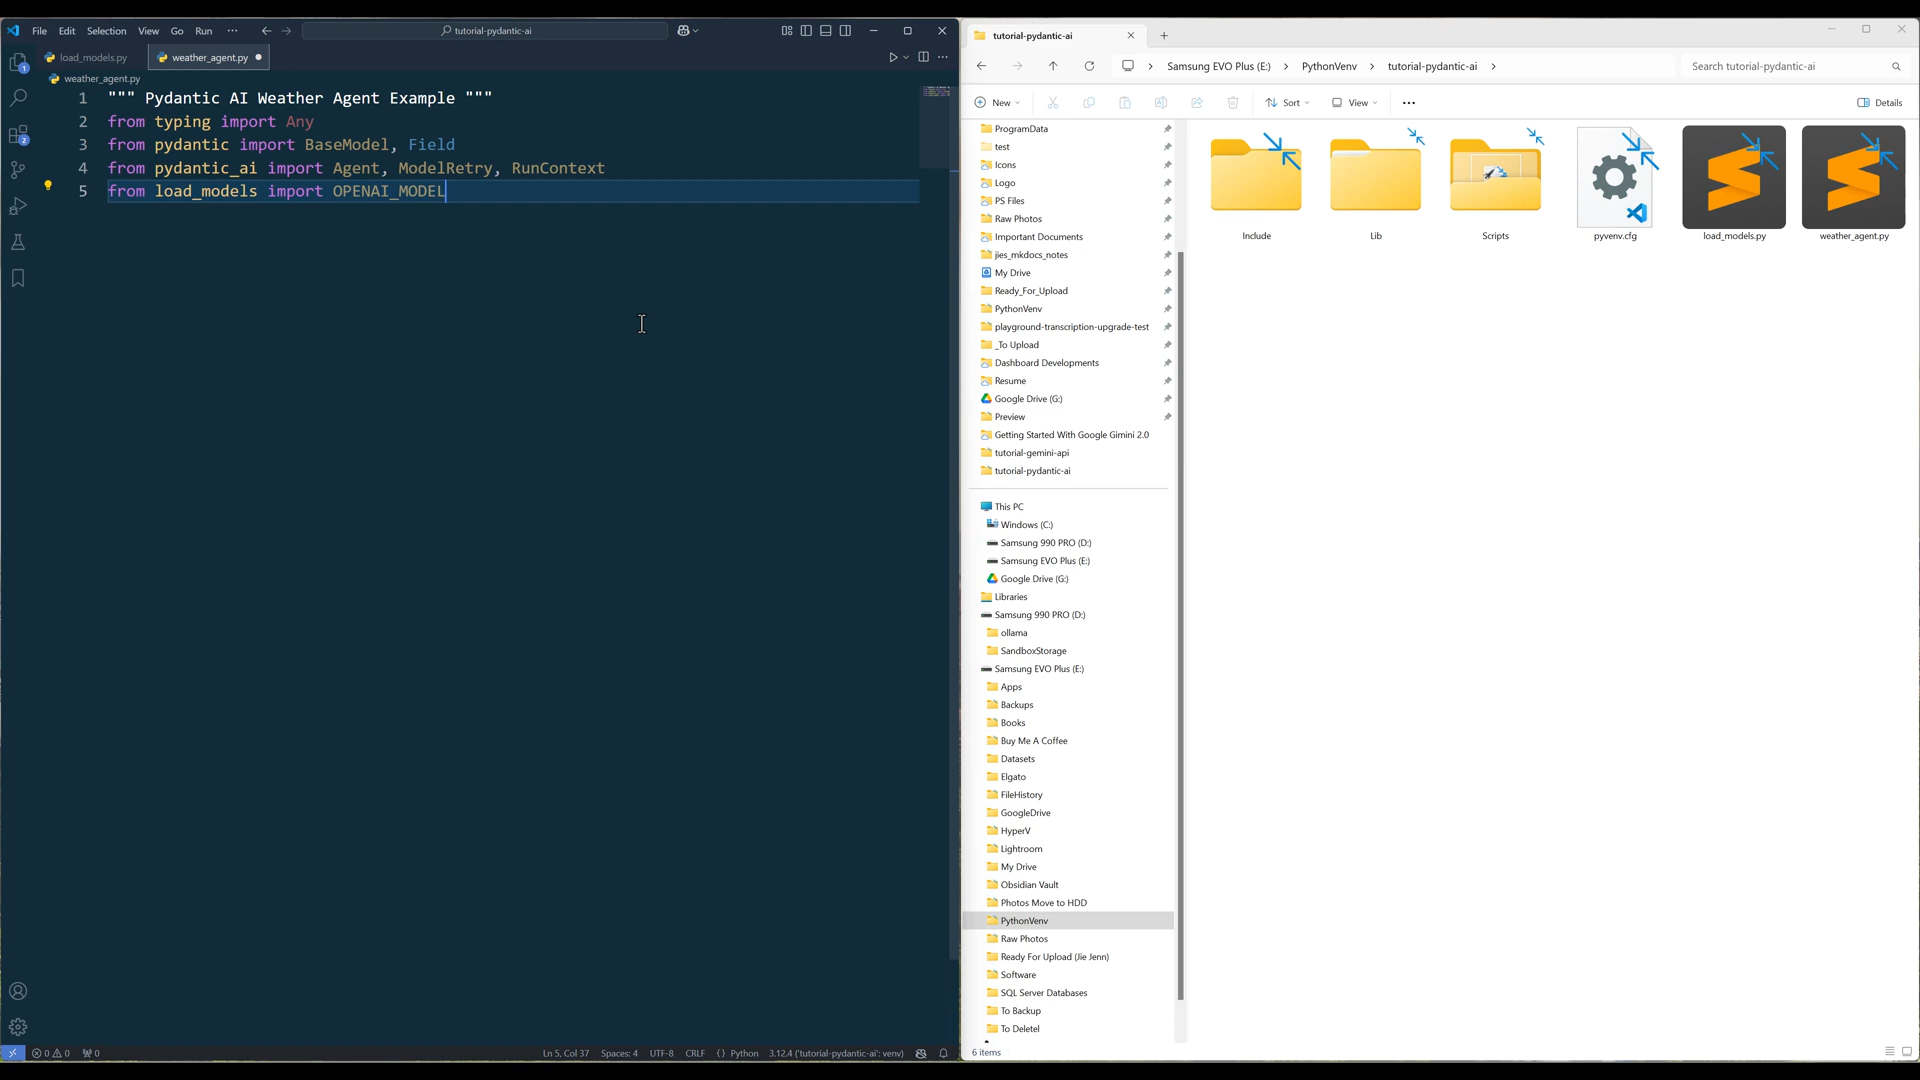 File Edit Selection View Go Run ··· tutorial-pydantic-ai
load_models.py weather_agent.py
weather_agent.py
1 """ Pydantic AI Weather Agent Example """
2 from typing import Any
3 from pydantic import BaseModel, Field
4 from pydantic_ai import Agent, ModelRetry, RunContext
5 from load_models import OPENAI_MODEL
1
2
0 0 0 Ln 5, Col 37 Spaces: 4 UTF-8 CRLF {} Python 3.12.4 ('tutorial-pydantic-ai': venv)
tutorial-pydantic-ai
Samsung EVO Plus (E:) > PythonVenv > tutorial-pydantic-ai > Search tutorial-pydantic-ai
New Sort View ··· Details
ProgramData
test
Icons
Logo
PS Files
Raw Photos
Important Documents
jies_mkdocs_notes
My Drive
Ready_For_Upload
PythonVenv
playground-transcription-upgrade-test
_To Upload
Dashboard Developments
Resume
Google Drive (G:)
Preview
Getting Started With Google Gimini 2.0
tutorial-gemini-api
tutorial-pydantic-ai
This PC
Windows (C:)
Samsung 990 PRO (D:)
Samsung EVO Plus (E:)
Google Drive (G:)
Libraries
Samsung 990 PRO (D:)
ollama
SandboxStorage
Samsung EVO Plus (E:)
Apps
Backups
Books
Buy Me A Coffee
Datasets
Elgato
FileHistory
GoogleDrive
HyperV
Lightroom
My Drive
Obsidian Vault
Photos Move to HDD
PythonVenv
Raw Photos
Ready For Upload (Jie Jenn)
Software
SQL Server Databases
To Backup
To Deletel
Include Lib Scripts pyvenv.cfg load_models.py weather_agent.py
6 items